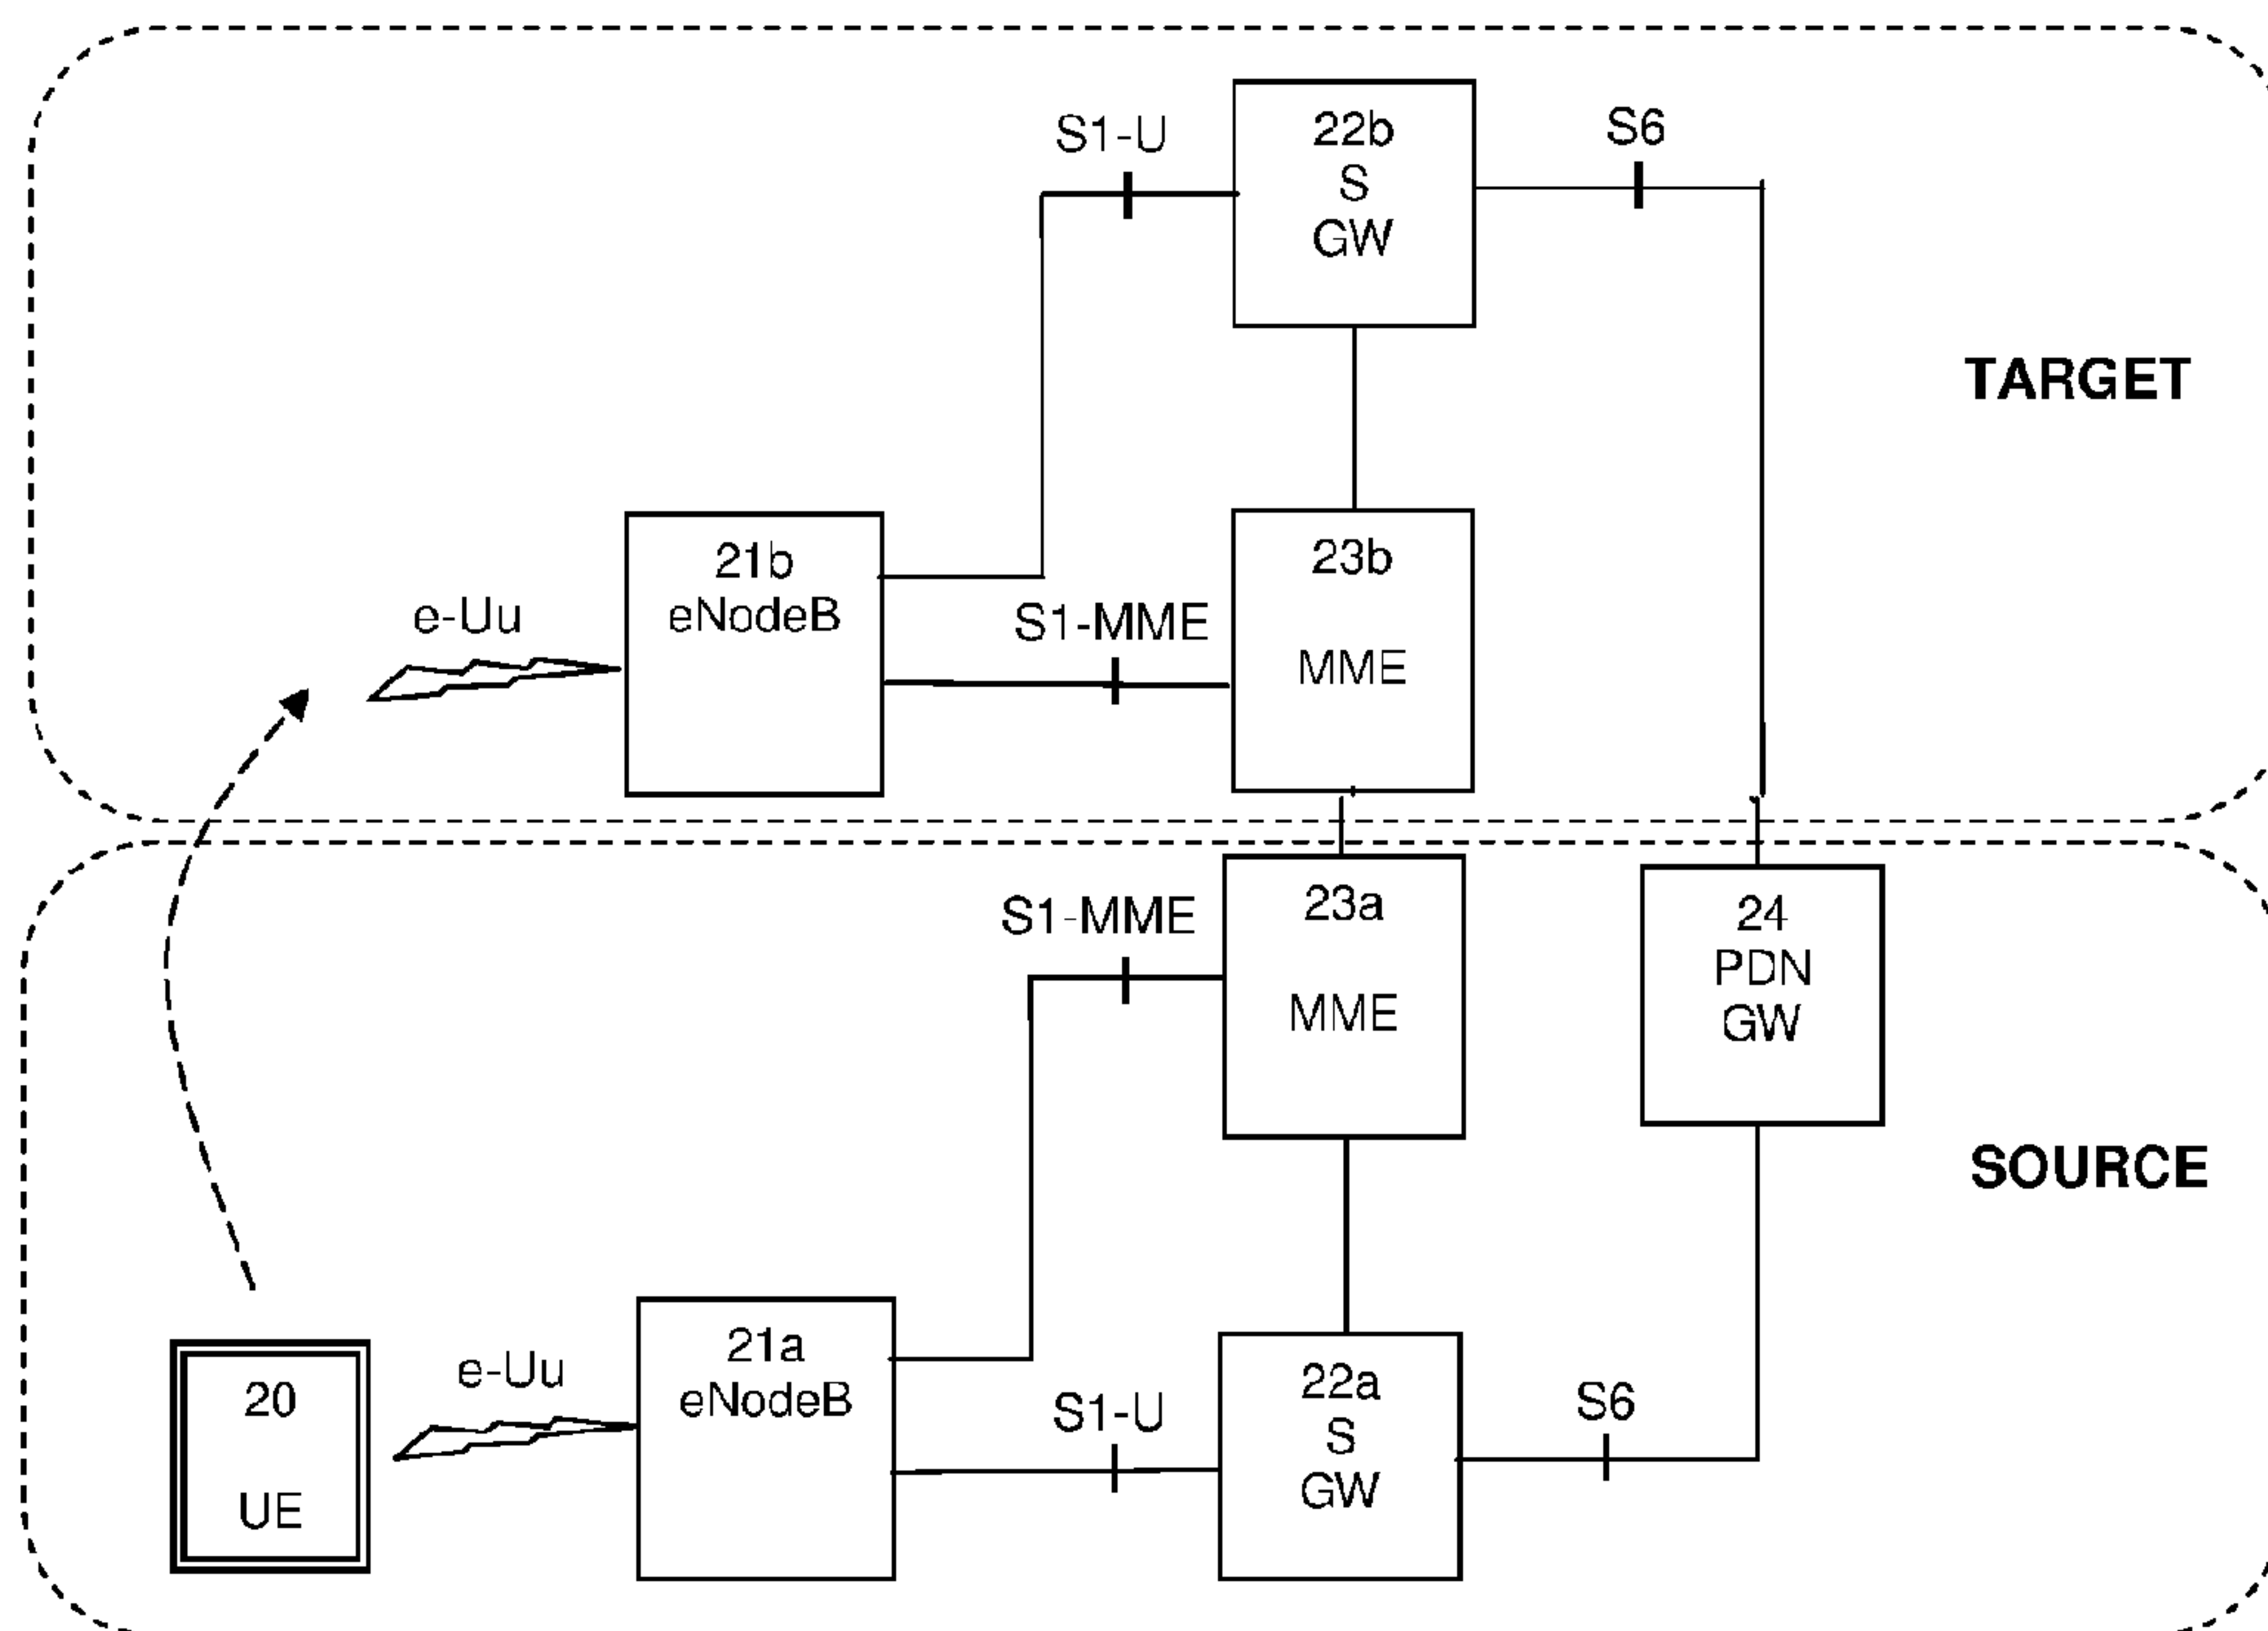 S1-U
22b
S
GW
S6
TARGET
21b
eNodeB
e-Uu
S1-MME
23b
MME
S1-MME
23a
MME
24
PDN
GW
SOURCE
20
UE
e-Uu
21a
eNodeB
S1-U
22a
S
GW
S6